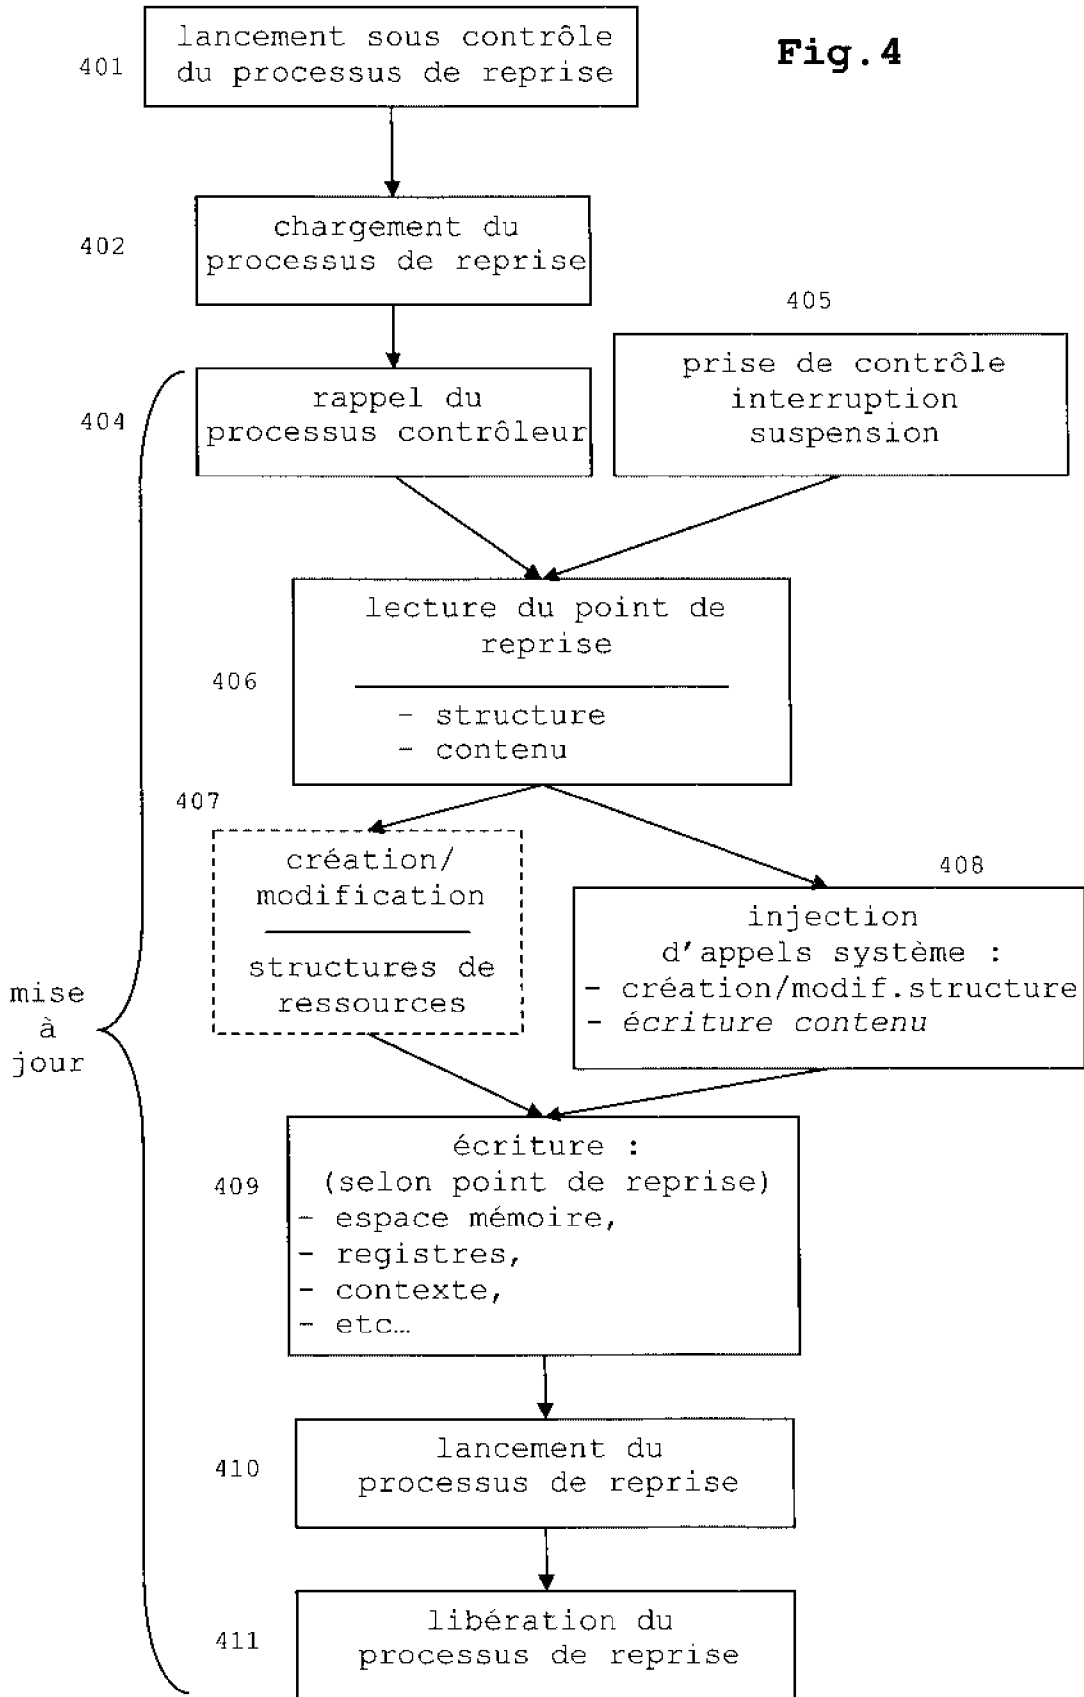 lancement sous contrôle
du processus de reprise
401
Fig.4
chargement du
processus de reprise
402
405
prise de contrôle
interruption
suspension
rappel du
processus contrôleur
404
lecture du point de
reprise
406
- structure
- contenu
407
création/
modification
structures de
ressources
408
injection
d'appels système :
- création/modif.structure
- écriture contenu
mise
à
jour
écriture :
(selon point de reprise)
409
- espace mémoire,
- registres,
- contexte,
- etc…
lancement du
processus de reprise
410
libération du
processus de reprise
411